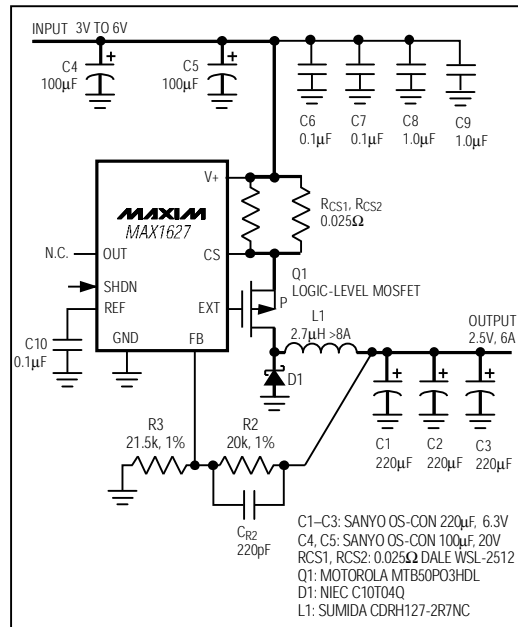 INPUT 3V TO 6V
C4
100µF
C5
100µF
C6
0.1µF
C7
0.1µF
C8
1.0µF
C9
1.0µF
V+
RCS1, RCS2
0.025Ω
MAXIM
MAX1627
N.C.
OUT
CS
SHDN
Q1
LOGIC-LEVEL MOSFET
REF
EXT
P
C10
0.1µF
GND
FB
L1
2.7µH >8A
OUTPUT
2.5V, 6A
D1
C1
220µF
C2
220µF
C3
220µF
R3
21.5k, 1%
R2
20k, 1%
CR2
220pF
C1–C3: SANYO OS-CON 220µF, 6.3V
C4, C5: SANYO OS-CON 100µF, 20V
RCS1, RCS2: 0.025Ω DALE WSL-2512
Q1: MOTOROLA MTB50PO3HDL
D1: NIEC C10T04Q
L1: SUMIDA CDRH127-2R7NC